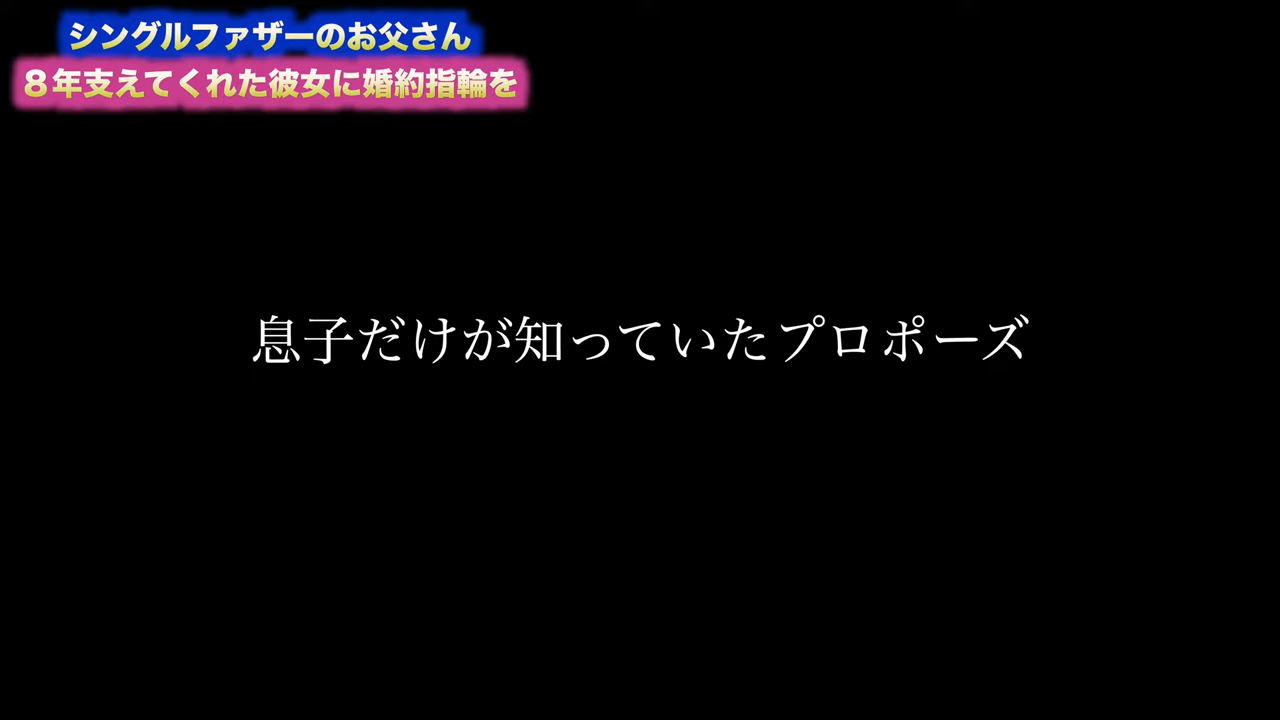 シングルファザーのお父さん
８年支えてくれた彼女に婚約指輪を
息子だけが知っていたプロポーズ